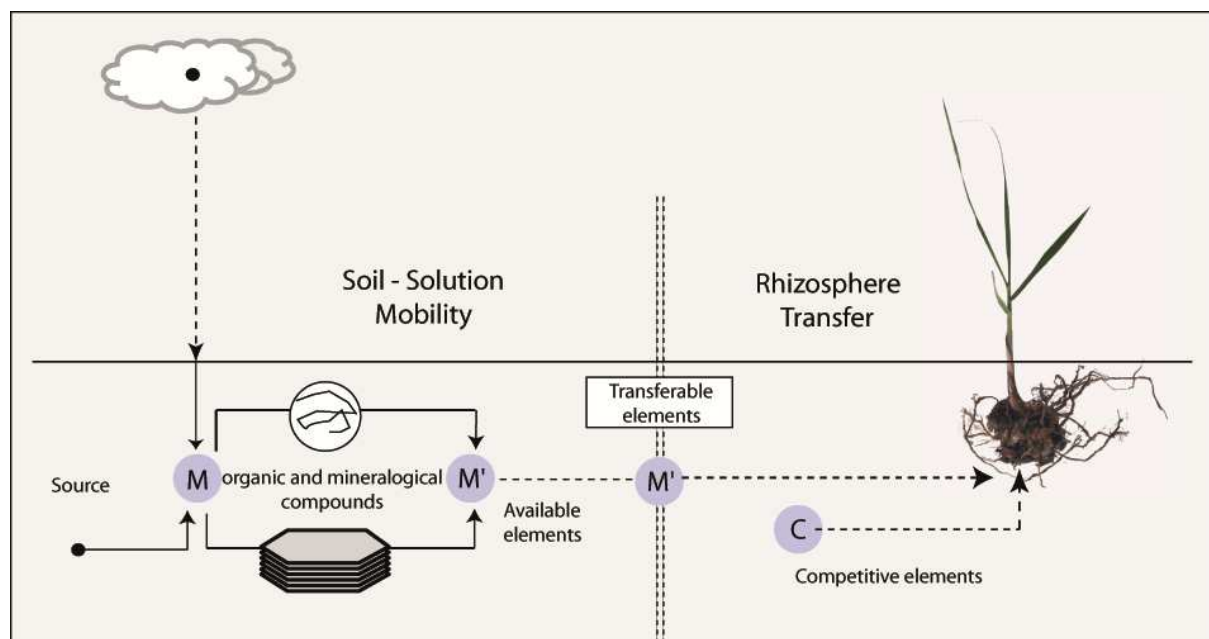 Soil - Solution
Mobility
Rhizosphere
Transfer
Transferable
elements
Source
M
organic and mineralogical
compounds
M'
Available
elements
M'
C
Competitive elements